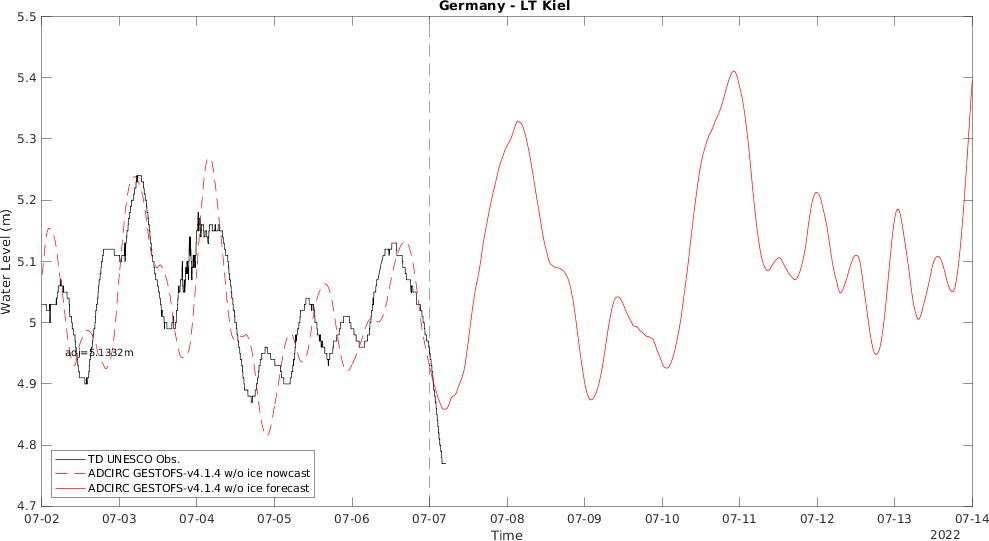 Germany - LT Kiel
5.5
5.4
5.3
5.2
5.1
5
4.9
4.8
4.7
Water Level (m)
adj=5.1332m
TD UNESCO Obs.
ADCIRC GESTOFS-v4.1.4 w/o ice nowcast
ADCIRC GESTOFS-v4.1.4 w/o ice forecast
07-02 07-03 07-04 07-05 07-06 07-07 07-08 07-09 07-10 07-11 07-12 07-13 07-14
Time
2022